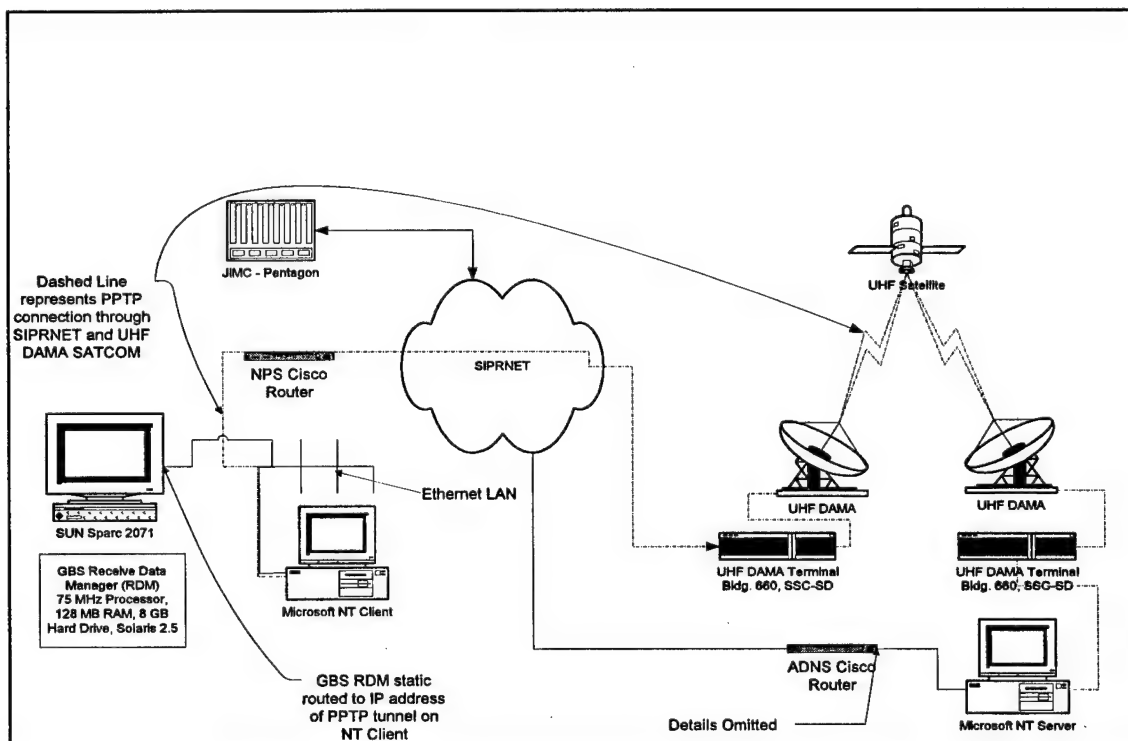 JIMC - Pentagon
UHF Satellite
Dashed Line
represents PPTP
connection through
SIPRNET and UHF
DAMA SATCOM
NPS Cisco
Router
SIPRNET
Ethernet LAN
SUN Sparc 2071
UHF DAMA
UHF DAMA
GBS Receive Data
Manager (RDM)
75 MHz Processor,
128 MB RAM, 8 GB
Hard Drive, Solaris 2.5
Microsoft NT Client
UHF DAMA Terminal
Bldg. 660, SSC-SD
UHF DAMA Terminal
Bldg. 660, SSC-SD
GBS RDM static
routed to IP address
of PPTP tunnel on
NT Client
ADNS Cisco
Router
Details Omitted
Microsoft NT Server